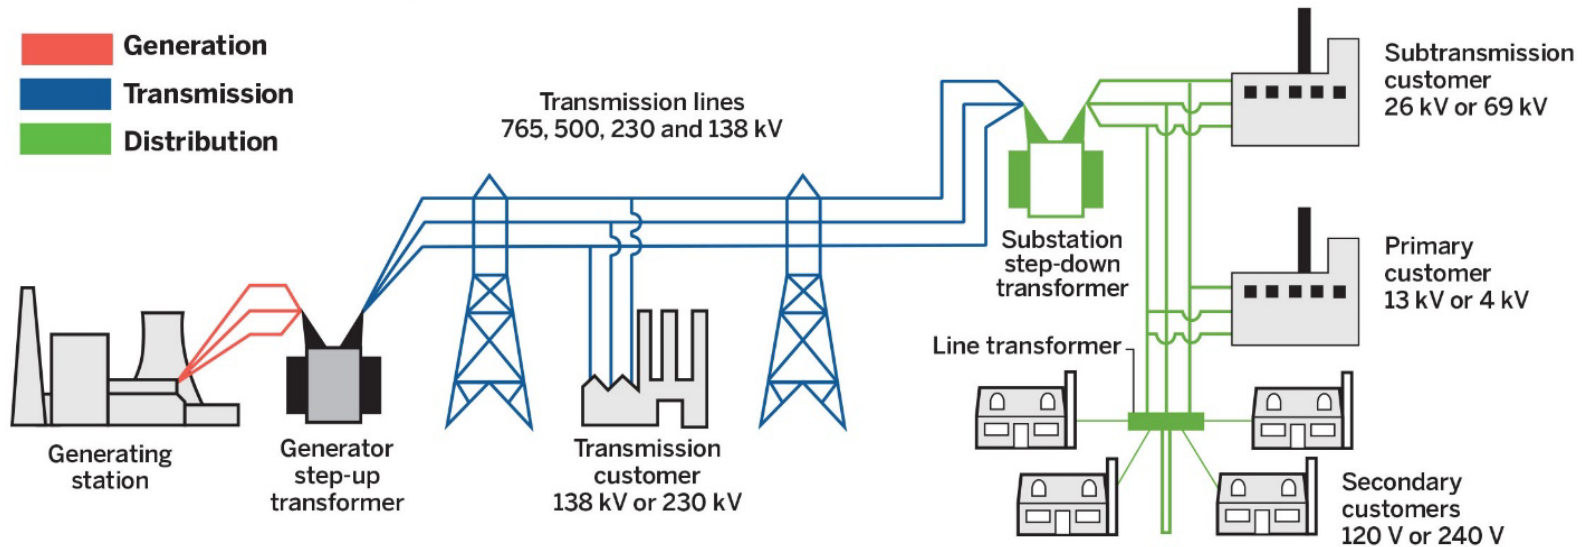 Generation
Transmission
Distribution
Transmission lines
765, 500, 230 and 138 kV
Subtransmission
customer
26 kV or 69 kV
Substation
step-down
transformer
Primary
customer
13 kV or 4 kV
Line transformer
Generating
station
Generator
step-up
transformer
Transmission
customer
138 kV or 230 kV
Secondary
customers
120 V or 240 V